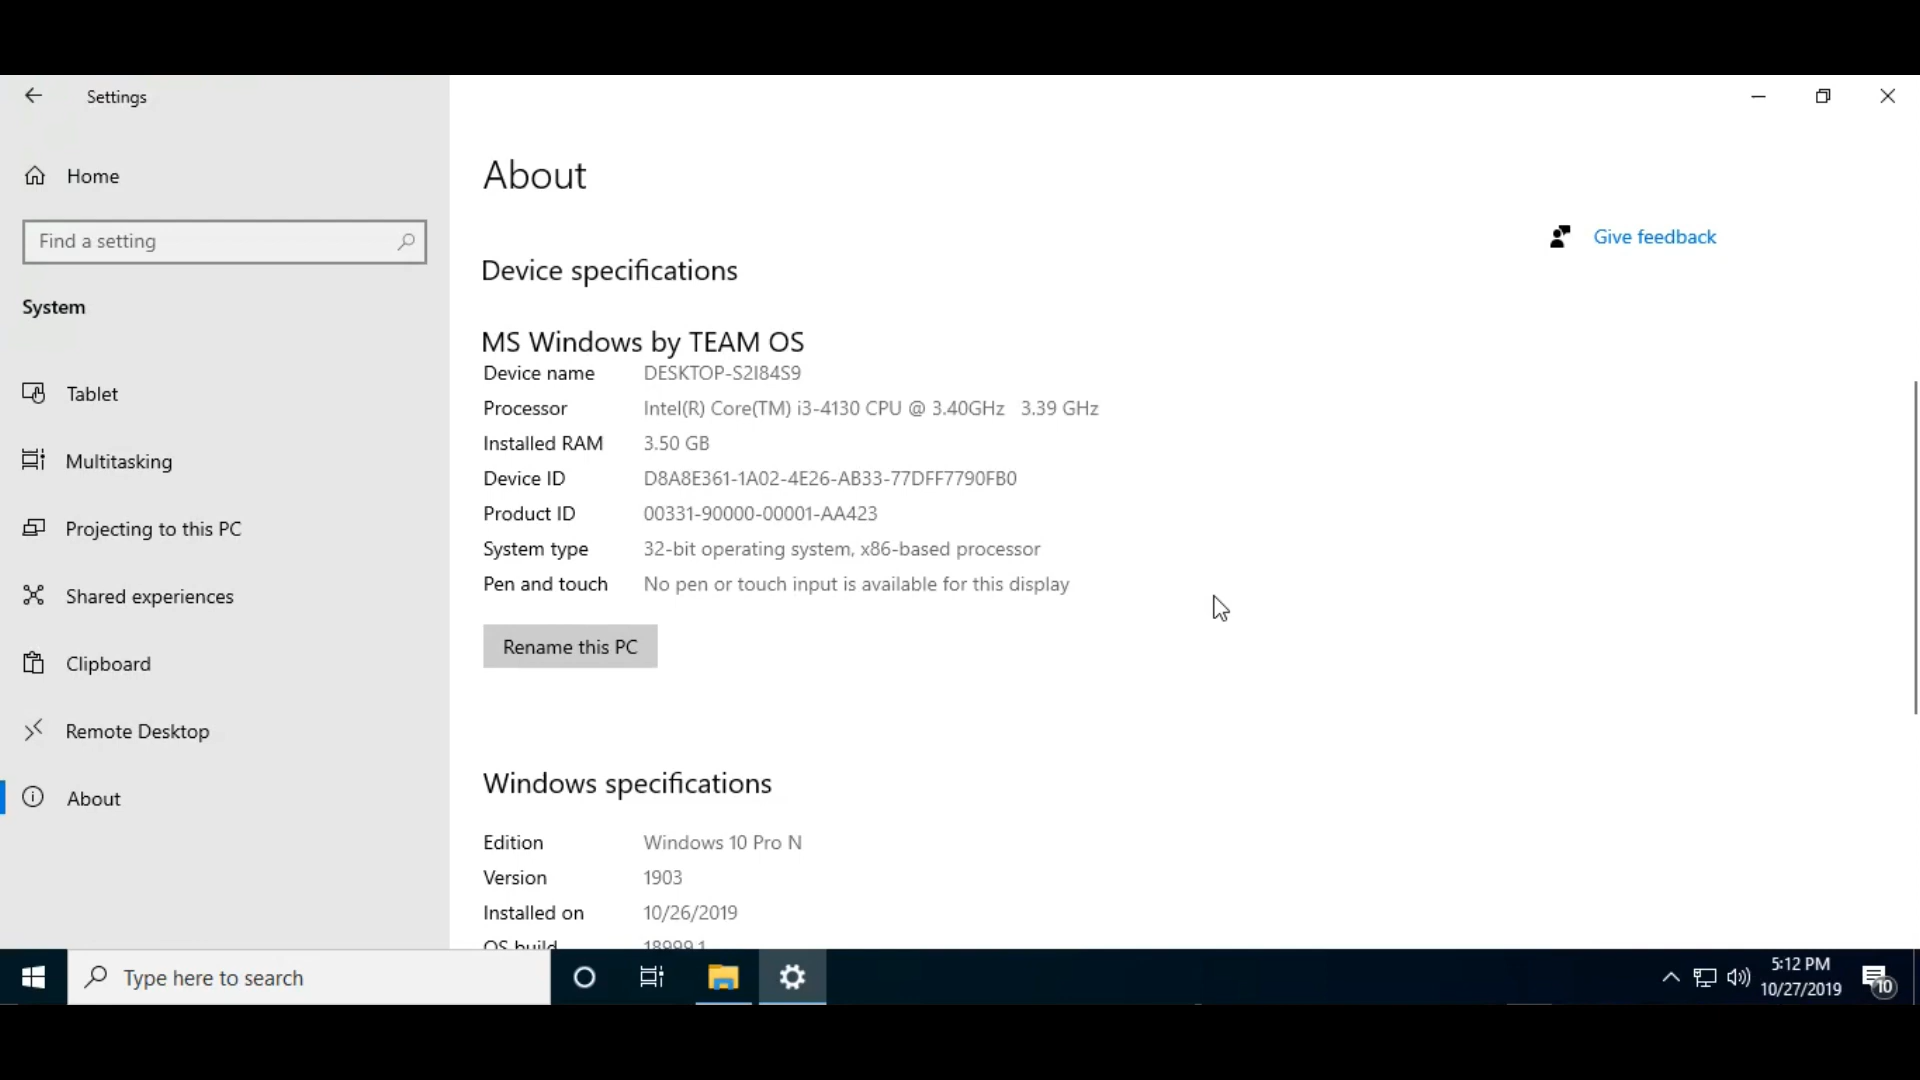 Settings
Home
Find a setting
System
Tablet
Multitasking
Projecting to this PC
Shared experiences
Clipboard
Remote Desktop
About
About
Give feedback
Device specifications
MS Windows by TEAM OS
Device name DESKTOP-S2I84S9
Processor Intel(R) Core(TM) i3-4130 CPU @ 3.40GHz 3.39 GHz
Installed RAM 3.50 GB
Device ID D8A8E361-1A02-4E26-AB33-77DFF7790FB0
Product ID 00331-90000-00001-AA423
System type 32-bit operating system, x86-based processor
Pen and touch No pen or touch input is available for this display
Rename this PC
Windows specifications
Edition Windows 10 Pro N
Version 1903
Installed on 10/26/2019
OS build 18999.1
Type here to search
5:12 PM
10/27/2019
10